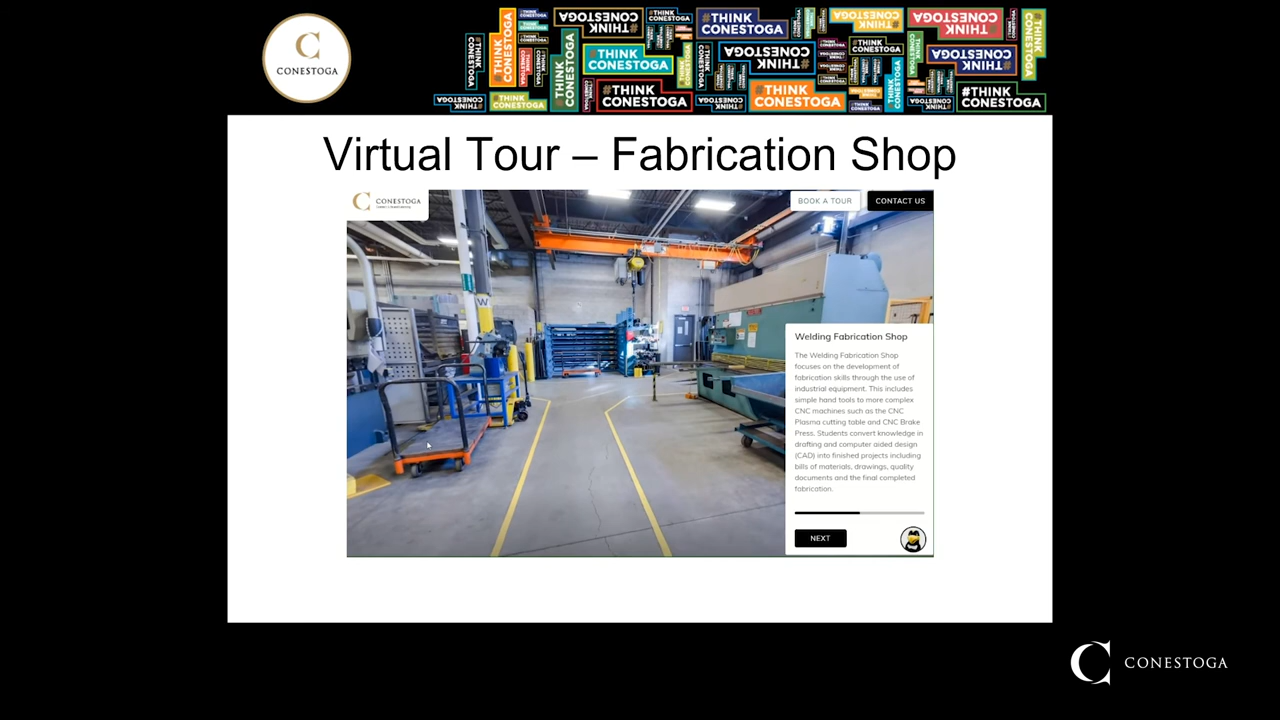 CONESTOGA
#THINK
CONESTOGA
#THINK
CONESTOGA
#THINK
CONESTOGA
#THINK
CONESTOGA
#THINK
CONESTOGA
#THINK
CONESTOGA
#THINK
CONESTOGA
Virtual Tour – Fabrication Shop
CONESTOGA
BOOK A TOUR
CONTACT US
W
Welding Fabrication Shop
The Welding Fabrication Shop
focuses on the development of
fabrication skills through the use of
industrial equipment. This includes
simple hand tools to more complex
CNC machines such as the CNC
Plasma cutting table and CNC Brake
Press. Students convert knowledge in
drafting and computer aided design
(CAD) into finished projects including
bills of materials, drawings, quality
documents and the final completed
fabrication.
NEXT
CONESTOGA